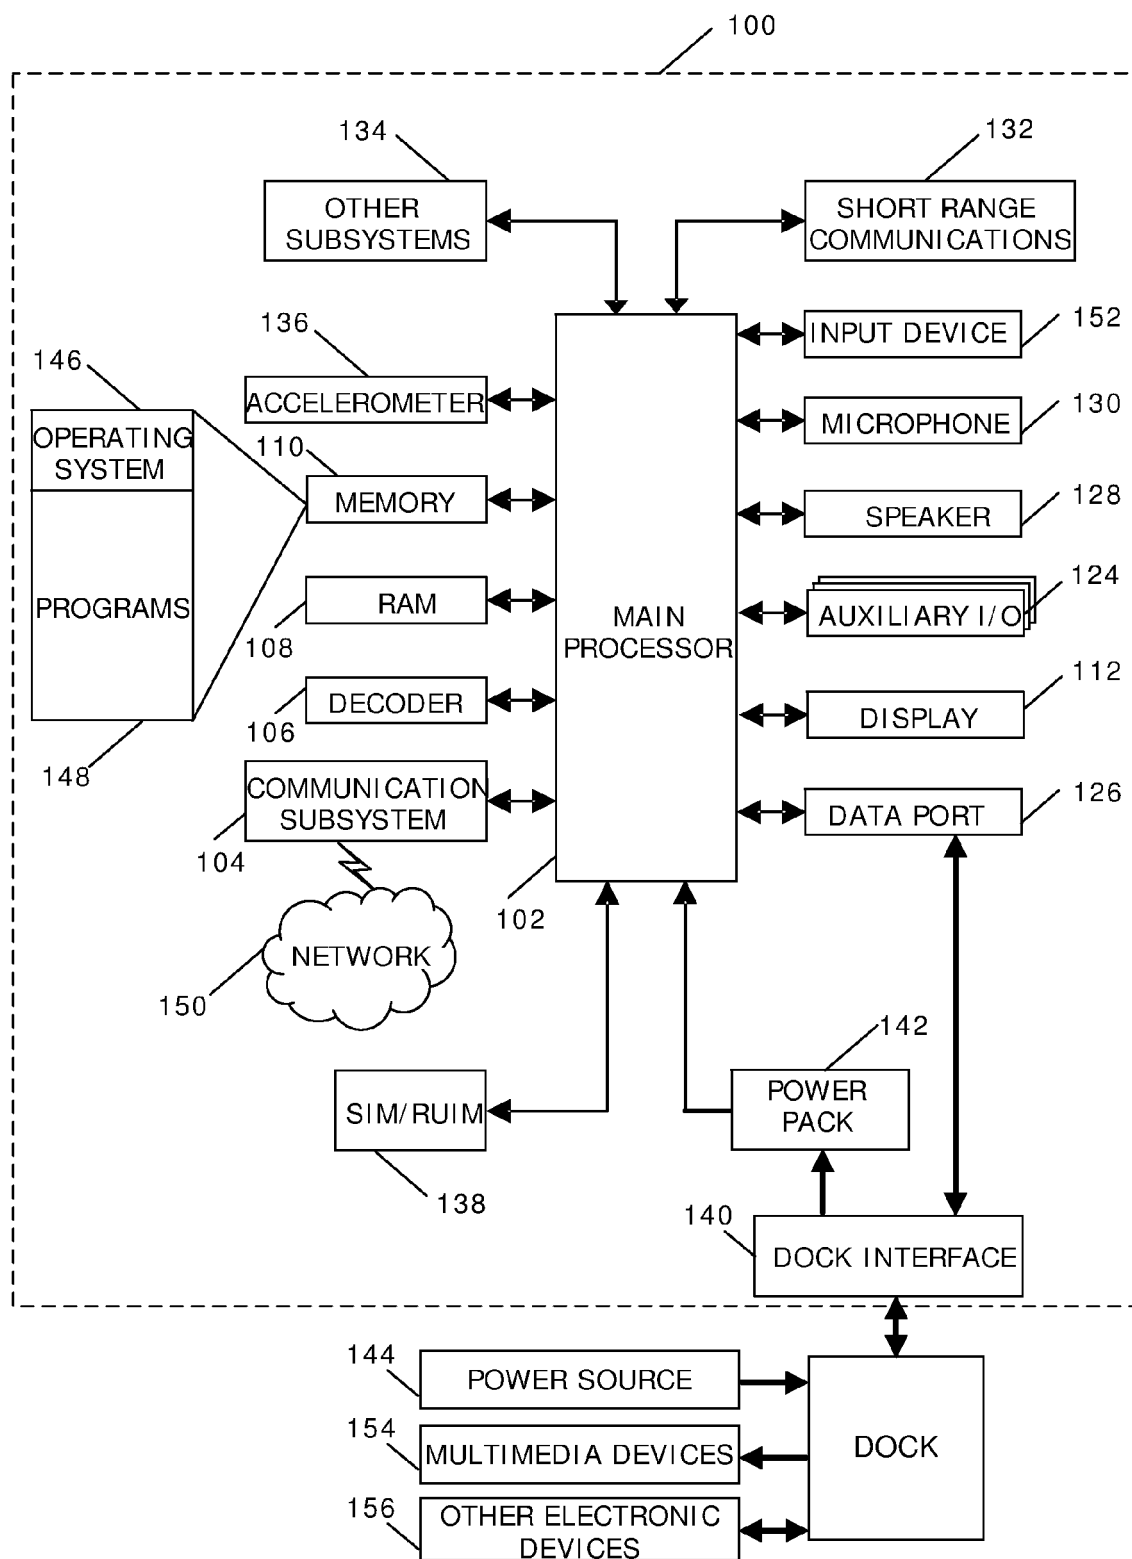 100
134
132
OTHER
SUBSYSTEMS
SHORT RANGE
COMMUNICATIONS
136
152
INPUT DEVICE
146
ACCELEROMETER
130
MICROPHONE
OPERATING
SYSTEM
110
MEMORY
128
SPEAKER
PROGRAMS
RAM
108
MAIN
PROCESSOR
124
AUXILIARY I/O
112
DECODER
106
DISPLAY
148
COMMUNICATION
SUBSYSTEM
104
126
DATA PORT
102
NETWORK
150
142
POWER
PACK
SIM/RUIM
138
140
DOCK INTERFACE
144
POWER SOURCE
154
MULTIMEDIA DEVICES
DOCK
156
OTHER ELECTRONIC
DEVICES